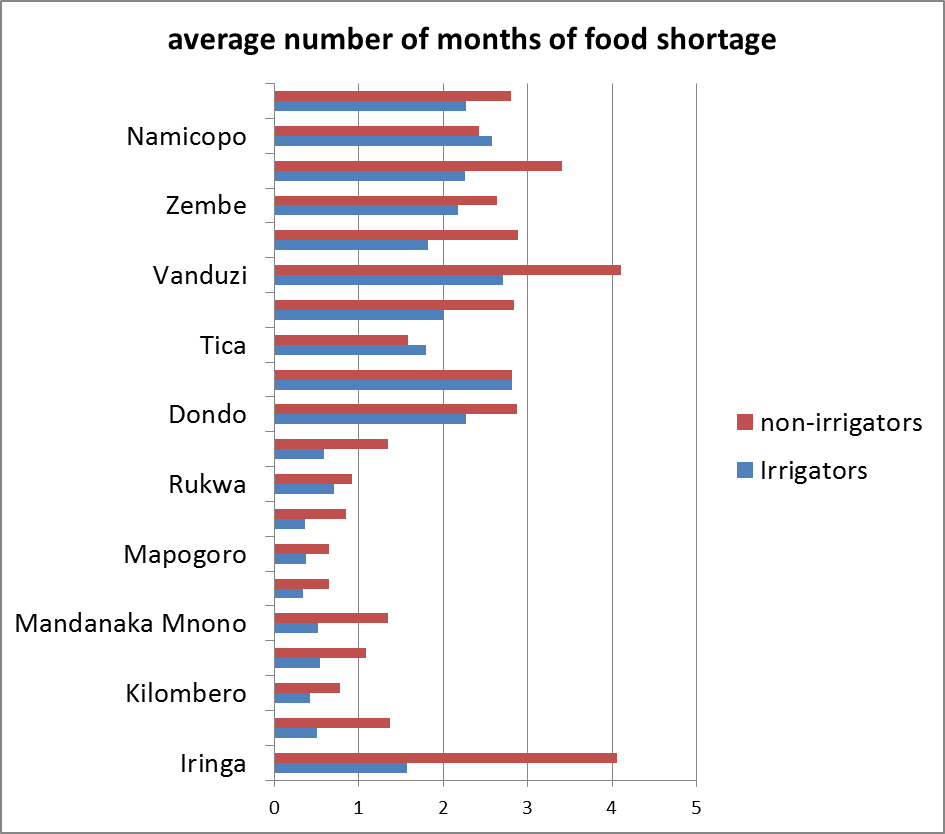 average number of months of food shortage
Namicopo
Zembe
Vanduzi
Tica
Dondo
Rukwa
Mapogoro
Mandanaka Mnono
Kilombero
Iringa
non-irrigators
Irrigators
0 1 2 3 4 5